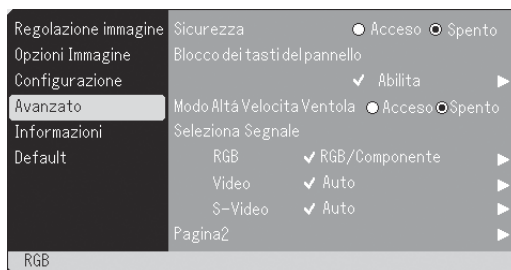 Regolazione immagine
Opzioni Immagine
Configurazione
Avanzato
Informazioni
Default
Sicurezza Acceso Spento
Blocco dei tasti del pannello
Abilita
Modo Altá Velocita Ventola Acceso Spento
Seleziona Segnale
RGB RGB/Componente
Video Auto
S-Video Auto
Pagina2
RGB